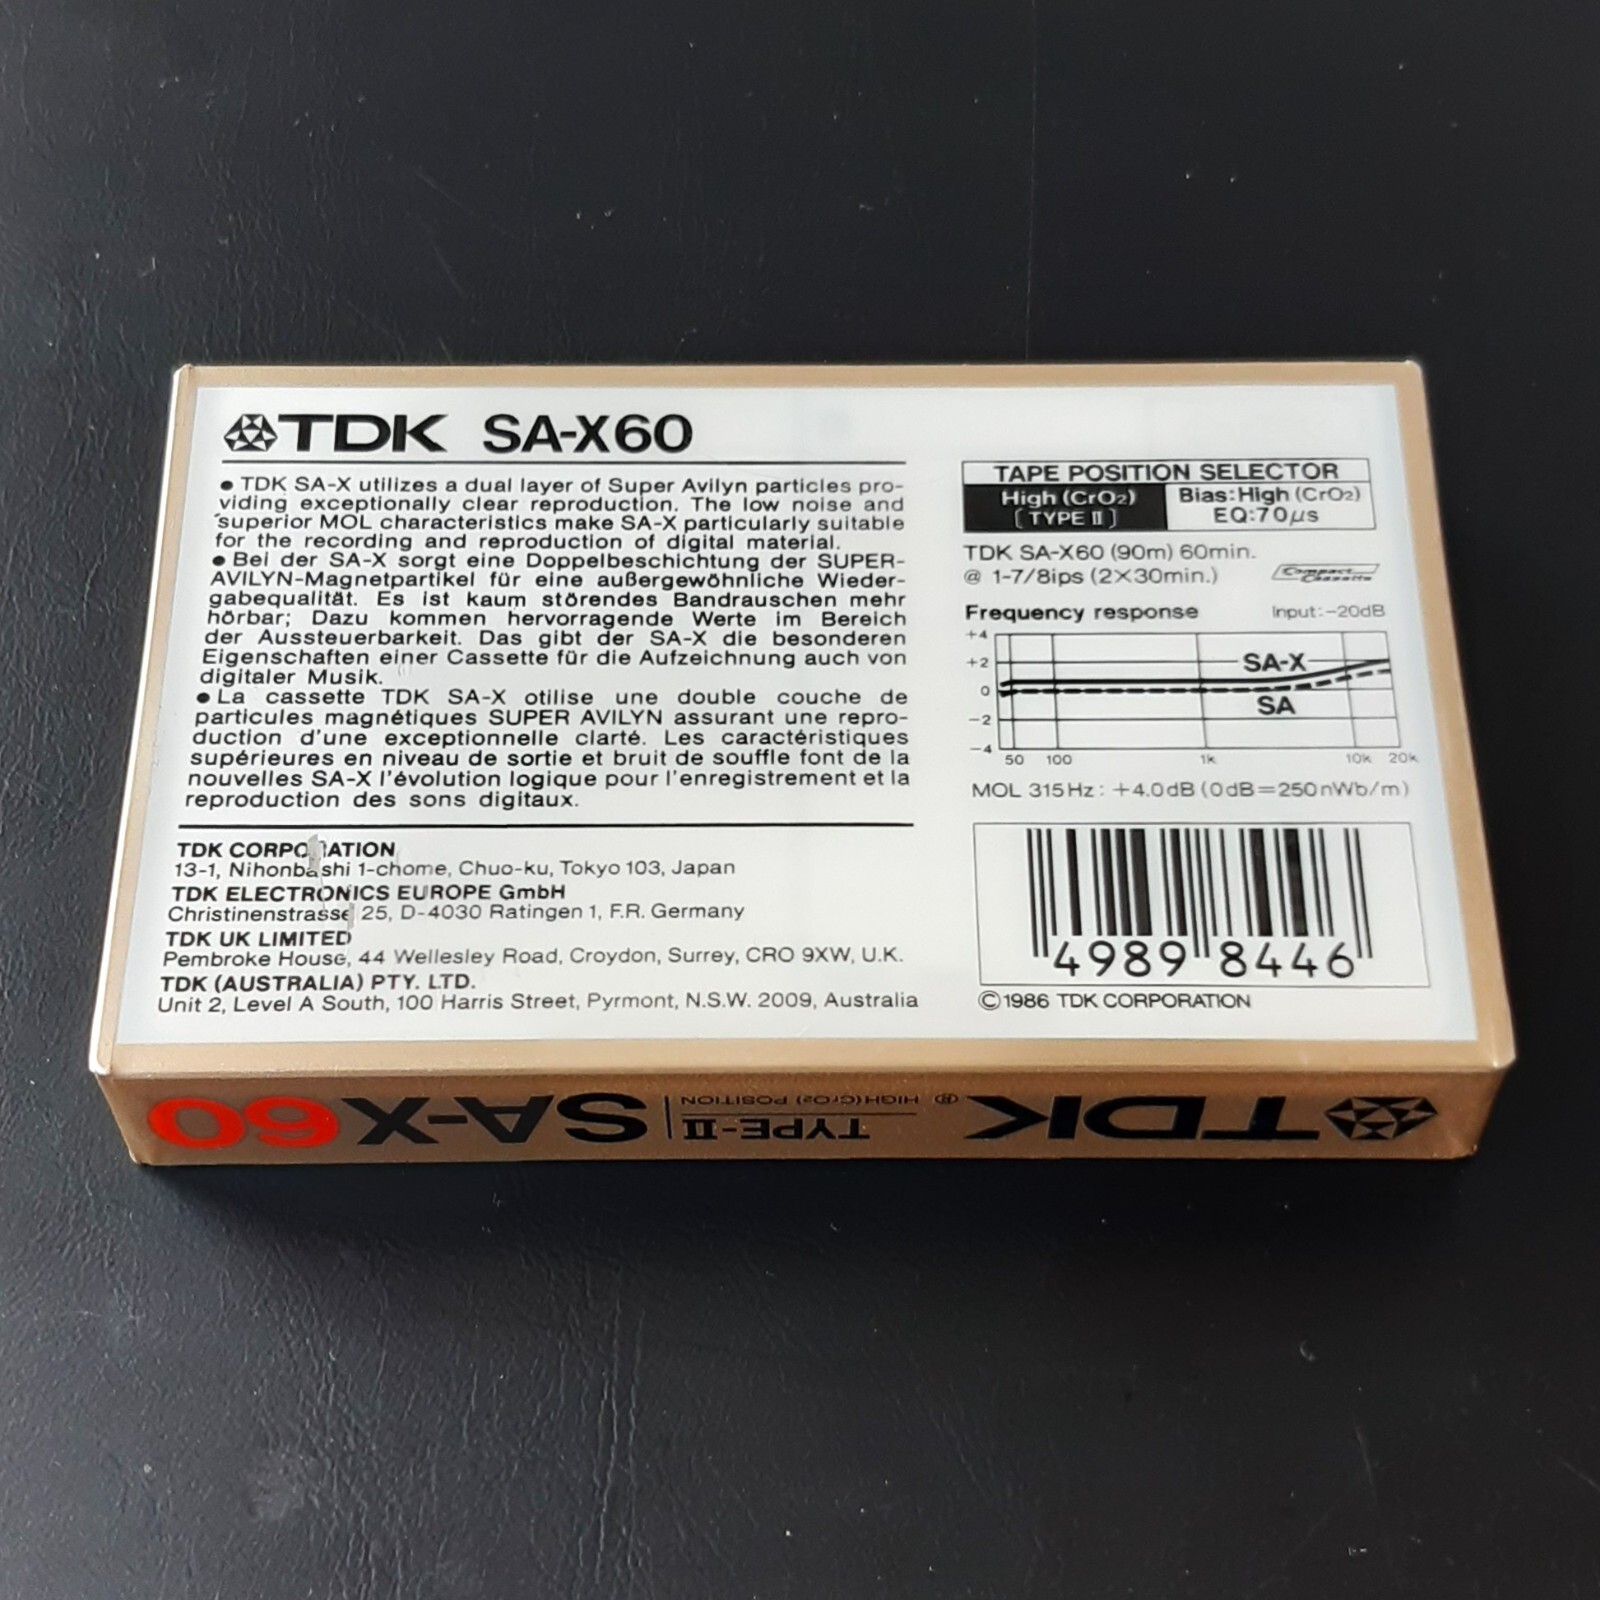 TDK SA-X60
● TDK SA-X utilizes a dual layer of Super Avilyn particles pro-
viding exceptionally clear reproduction. The low noise and
superior MOL characteristics make SA-X particularly suitable
for the recording and reproduction of digital material.
● Bei der SA-X sorgt eine Doppelbeschichtung der SUPER-
AVILYN-Magnetpartikel für eine außergewöhnliche Wieder-
gabequalität. Es ist kaum störendes Bandrauschen mehr
hörbar; Dazu kommen hervorragende Werte im Bereich
der Aussteuerbarkeit. Das gibt der SA-X die besonderen
Eigenschaften einer Cassette für die Aufzeichnung auch von
digitaler Musik.
● La cassette TDK SA-X otilise une double couche de
particules magnétiques SUPER AVILYN assurant une repro-
duction d'une exceptionnelle clarté. Les caractéristiques
supérieures en niveau de sortie et bruit de souffle font de la
nouvelles SA-X l'évolution logique pour l'enregistrement et la
reproduction des sons digitaux.
TDK CORPORATION
13-1, Nihonbashi 1-chome, Chuo-ku, Tokyo 103, Japan
TDK ELECTRONICS EUROPE GmbH
Christinenstrasse 25, D-4030 Ratingen 1, F.R. Germany
TDK UK LIMITED
Pembroke House, 44 Wellesley Road, Croydon, Surrey, CRO 9XW, U.K.
TDK (AUSTRALIA) PTY. LTD.
Unit 2, Level A South, 100 Harris Street, Pyrmont, N.S.W. 2009, Australia
TAPE POSITION SELECTOR
High (CrO2)
[TYPE II]
Bias: High (CrO2)
EQ: 70μs
TDK SA-X60 (90m) 60min.
@ 1-7/8ips (2×30min.)
Compact Cassette
Frequency response Input: -20dB
+4
+2
0
-2
-4
SA-X
SA
50 100 1k 10k 20k
MOL 315Hz: +4.0dB (0dB=250nWb/m)
4989 8446
©1986 TDK CORPORATION
TDK ® TYPE-II HIGH(CrO2) POSITION SA-X60